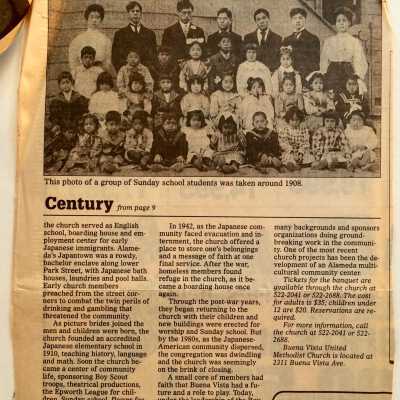 This photo of a group of Sunday school students was taken around 1908.
Century from page 9
the church served as English
school, boarding house and em-
ployment center for early
Japanese immigrants. Alame-
da's Japantown was a rowdy,
bachelor enclave along lower
Park Street, with Japanese bath
houses, laundries and pool halls.
Early church members
preached from the street cor-
ners to combat the twin perils
of drinking and gambling that
threatened the community.
As picture brides joined the
men and children were born, the
church founded an accredited
Japanese elementary school in
1910, teaching history, language
and math. Soon the church be-
came a center of community
life, sponsoring Boy Scout
troops, theatrical productions,
the Epworth League for chil-
dren, Sunday school
In 1942, as the Japanese com-
munity faced evacuation and in-
ternment, the church offered a
place to store one's belongings
and a message of faith at one
final service. After the war,
homeless members found
refuge in the church, as it be-
came a boarding house once
again.
Through the post-war years,
they began returning to the
church with their children and
new buildings were erected for
worship and Sunday school. But
by the 1980s, as the Japanese-
American community dispersed,
the congregation was dwindling
and the church was seemingly
on the brink of closing.
A small core of members had
faith that Buena Vista had a fu-
ture and a role to play. Today,
under the leadership of the Rev.
many backgrounds and sponsors
organizations doing ground-
breaking work in the communi-
ty. One of the most recent
church projects has been the de-
velopment of an Alameda multi-
cultural community center.
Tickets for the banquet are
available through the church at
522-2041 or 522-2688. The cost
for adults is $35; children under
12 are $20. Reservations are re-
quired.
For more information, call
the church at 522-2041 or 522-
2688.
Buena Vista United
Methodist Church is located at
2311 Buena Vista Ave.